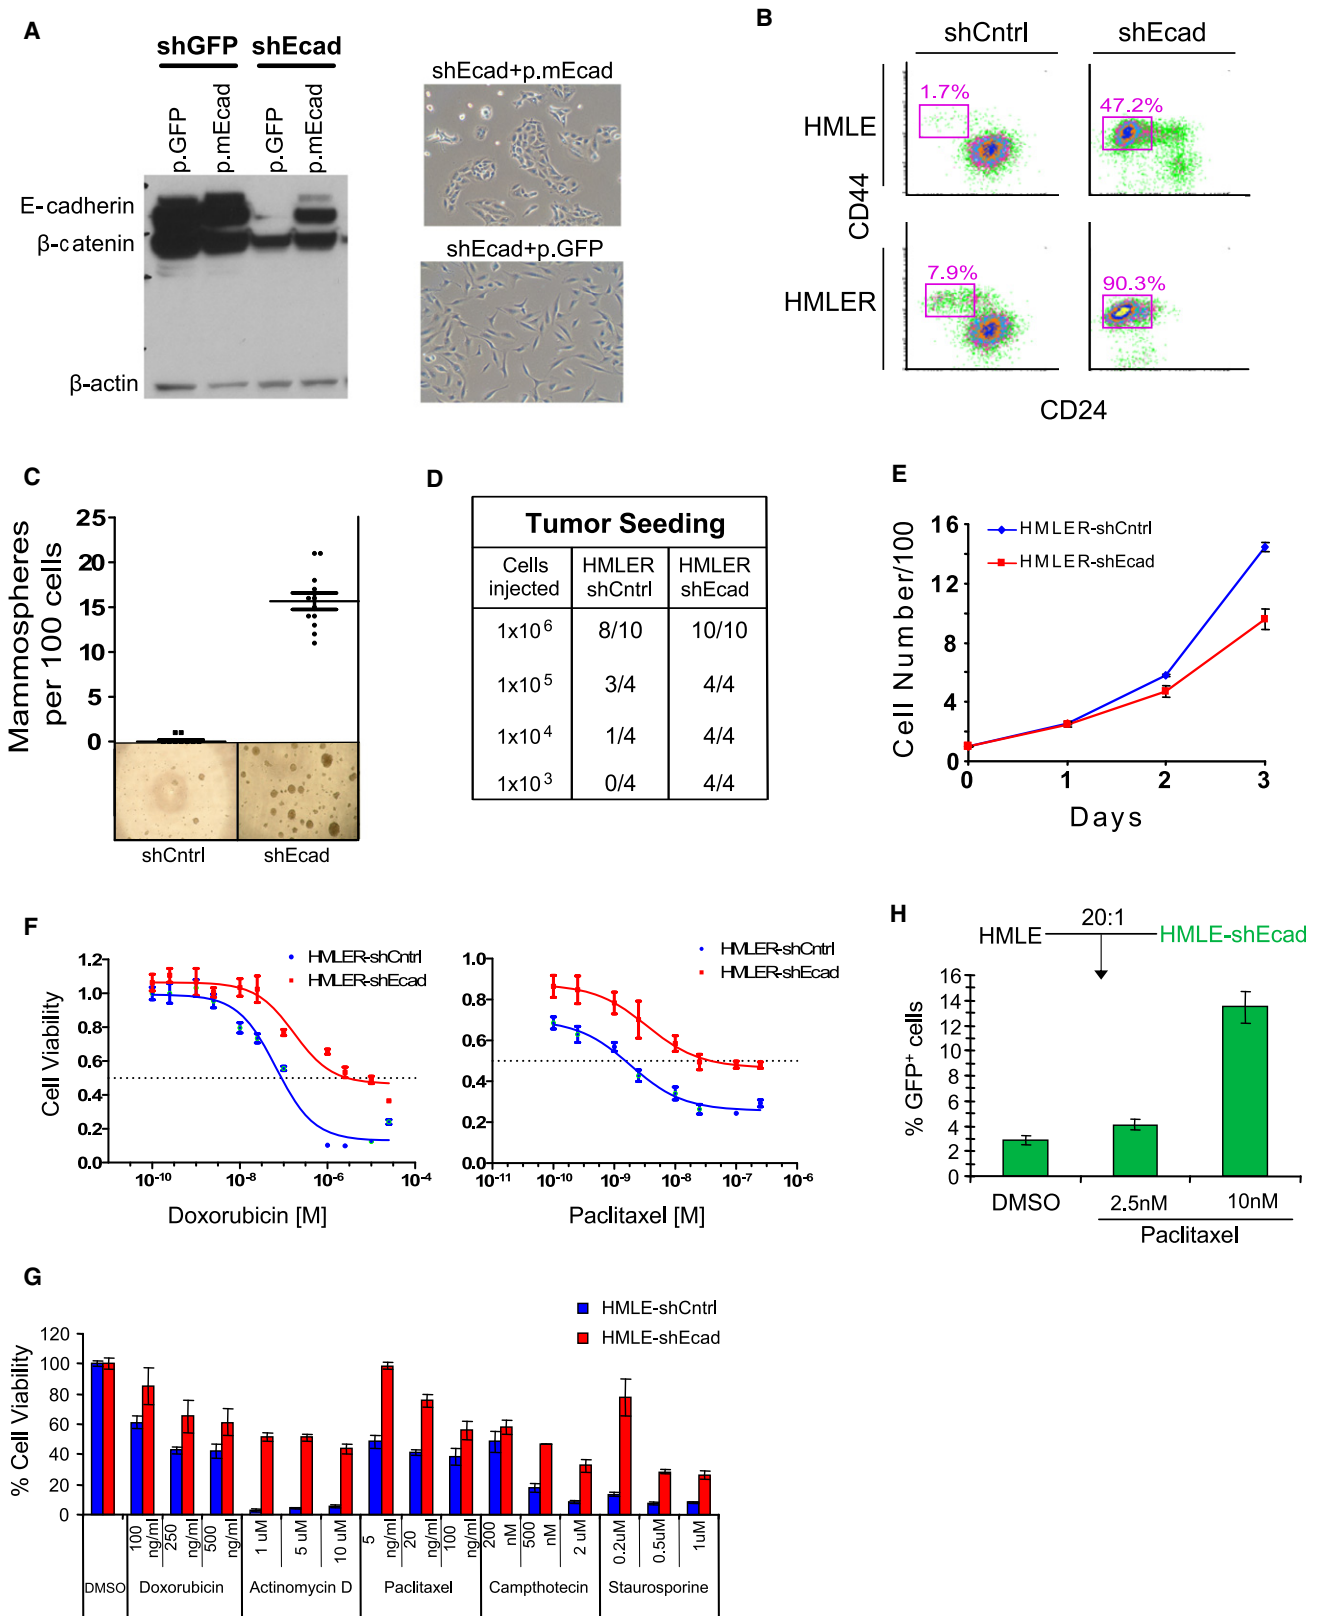 A
shGFP shEcad
p.GFP
p.mEcad
p.GFP
p.mEcad
E-cadherin
β-catenin
β-actin
shEcad+p.mEcad
shEcad+p.GFP
B
shCntrl shEcad
HMLE
HMLER
CD44
1.7%
47.2%
7.9%
90.3%
CD24
C
Mammospheres
per 100 cells
25
20
15
10
5
0
shCntrl shEcad
D
Tumor Seeding
Cells injected HMLER shCntrl HMLER shEcad
1x10⁶ 8/10 10/10
1x10⁵ 3/4 4/4
1x10⁴ 1/4 4/4
1x10³ 0/4 4/4
E
Cell Number/100
16
12
8
4
0
HMLER-shCntrl
HMLER-shEcad
0 1 2 3
Days
F
Cell Viability
1.2
1.0
0.8
0.6
0.4
0.2
0.0
HMLER-shCntrl
HMLER-shEcad
10⁻¹⁰ 10⁻⁸ 10⁻⁶ 10⁻⁴
Doxorubicin [M]
1.0
0.8
0.6
0.4
0.2
0.0
HMLER-shCntrl
HMLER-shEcad
10⁻¹¹ 10⁻¹⁰ 10⁻⁹ 10⁻⁸ 10⁻⁷ 10⁻⁶
Paclitaxel [M]
H
20:1
HMLE HMLE-shEcad
% GFP⁺ cells
16
14
12
10
8
6
4
2
0
DMSO 2.5nM 10nM
Paclitaxel
G
HMLE-shCntrl
HMLE-shEcad
% Cell Viability
120
100
80
60
40
20
0
100 ng/ml
250 ng/ml
500 ng/ml
1 uM
5 uM
10 uM
5 ng/ml
20 ng/ml
100 ng/ml
200 nM
500 nM
2 uM
0.2uM
0.5uM
1uM
DMSO Doxorubicin Actinomycin D Paclitaxel Campthotecin Staurosporine